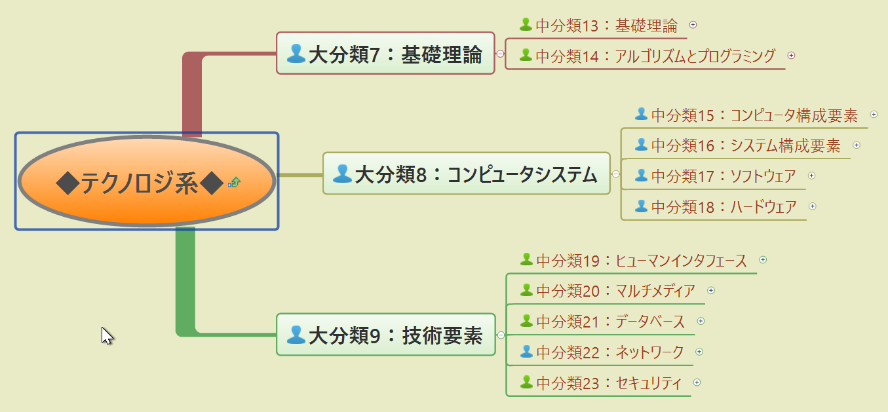 ◆テクノロジ系◆
大分類7：基礎理論
中分類13：基礎理論
中分類14：アルゴリズムとプログラミング
大分類8：コンピュータシステム
中分類15：コンピュータ構成要素
中分類16：システム構成要素
中分類17：ソフトウェア
中分類18：ハードウェア
大分類9：技術要素
中分類19：ヒューマンインタフェース
中分類20：マルチメディア
中分類21：データベース
中分類22：ネットワーク
中分類23：セキュリティ